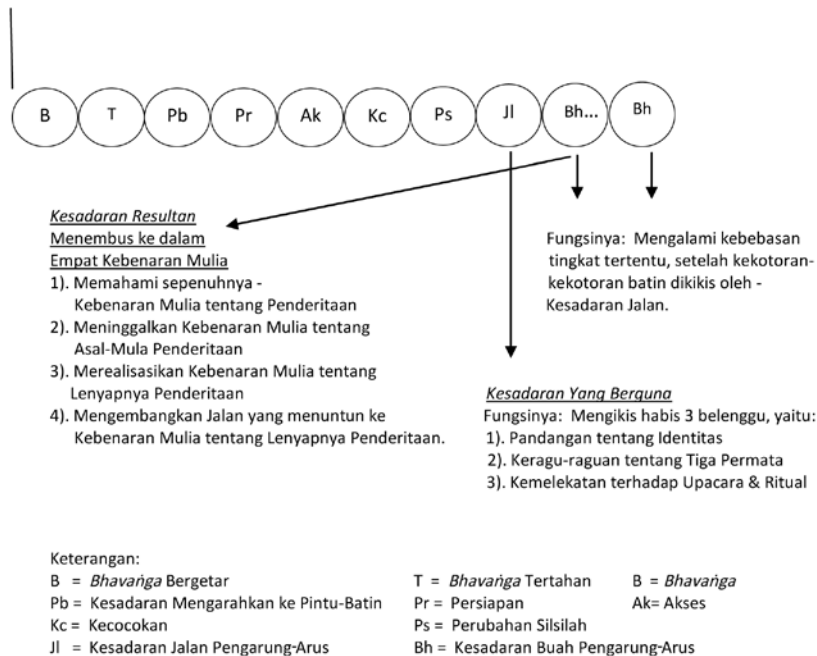 B T Pb Pr Ak Kc Ps Jl Bh... Bh
Kesadaran Resultan
Menembus ke dalam
Empat Kebenaran Mulia
1). Memahami sepenuhnya -
Kebenaran Mulia tentang Penderitaan
2). Meninggalkan Kebenaran Mulia tentang
Asal-Mula Penderitaan
3). Merealisasikan Kebenaran Mulia tentang
Lenyapnya Penderitaan
4). Mengembangkan Jalan yang menuntun ke
Kebenaran Mulia tentang Lenyapnya Penderitaan.
Fungsinya: Mengalami kebebasan
tingkat tertentu, setelah kekotoran-
kekotoran batin dikikis oleh -
Kesadaran Jalan.
Kesadaran Yang Berguna
Fungsinya: Mengikis habis 3 belenggu, yaitu:
1). Pandangan tentang Identitas
2). Keragu-raguan tentang Tiga Permata
3). Kemelekatan terhadap Upacara & Ritual
Keterangan:
B = Bhavaṅga Bergetar T = Bhavaṅga Tertahan B = Bhavaṅga
Pb = Kesadaran Mengarahkan ke Pintu-Batin Pr = Persiapan Ak= Akses
Kc = Kecocokan Ps = Perubahan Silsilah
Jl = Kesadaran Jalan Pengarung-Arus Bh = Kesadaran Buah Pengarung-Arus